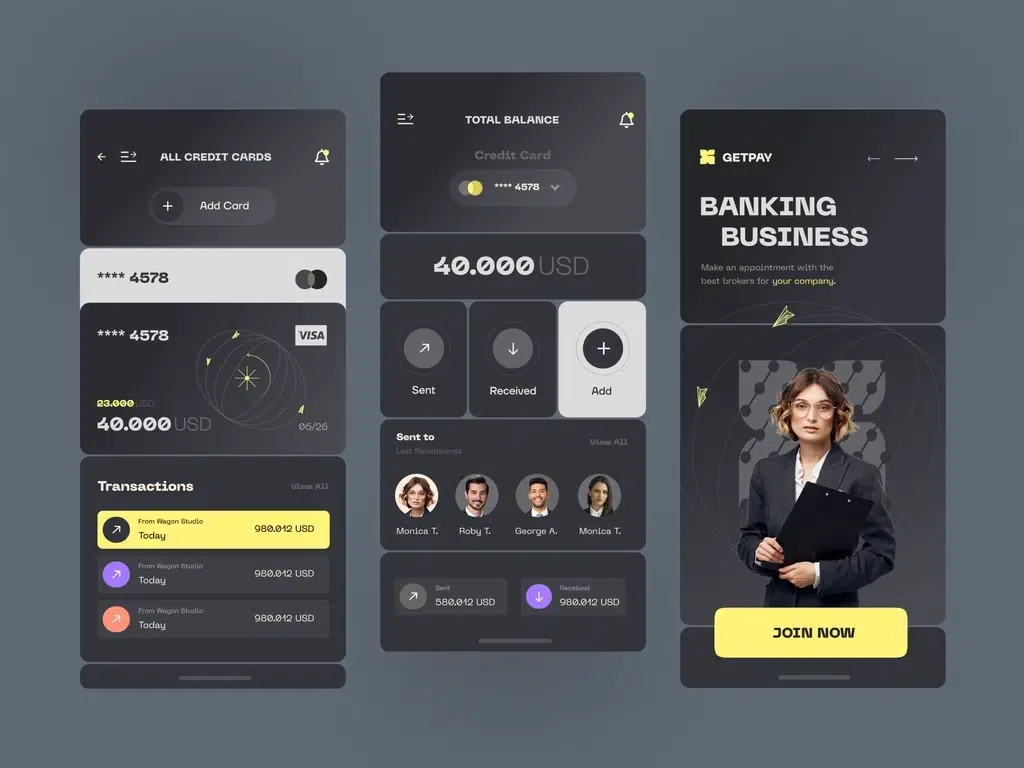 ALL CREDIT CARDS
Add Card
**** 4578
**** 4578
VISA
23.000 USD
40.000 USD
06/26
Transactions
View All
From Wagon Studio
Today
980.012 USD
From Wagon Studio
Today
980.012 USD
From Wagon Studio
Today
980.012 USD
TOTAL BALANCE
Credit Card
**** 4578
40.000 USD
Sent
Received
Add
Sent to
View All
Last Recentvents
Monica T.
Roby T.
George A.
Monica T.
Sent
580.012 USD
Received
980.012 USD
GETPAY
BANKING
BUSINESS
Make an appointment with the
best brokers for your company.
JOIN NOW